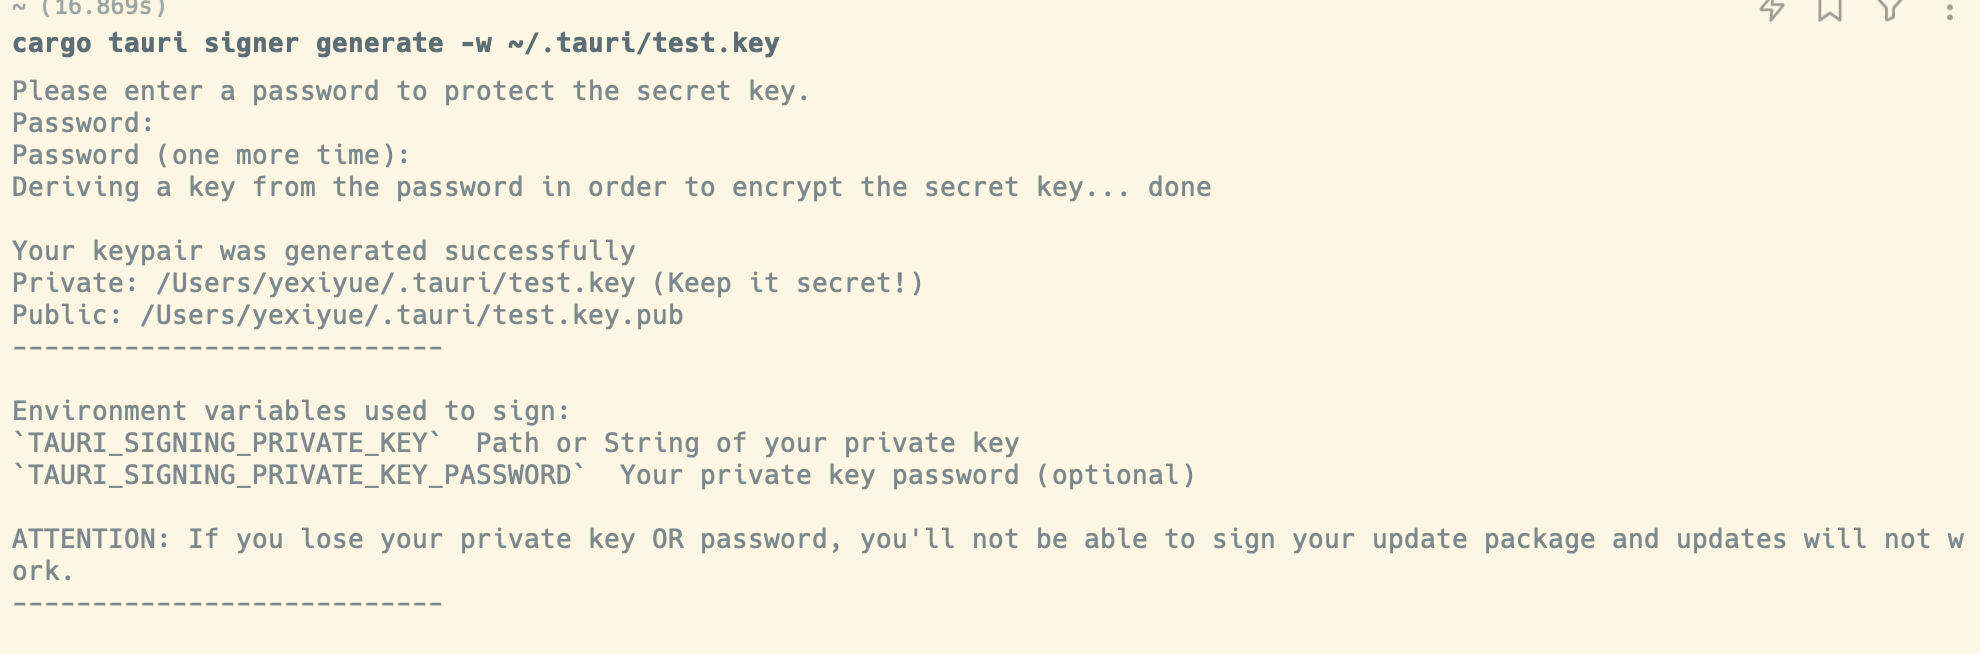 ~ (16.869s)
cargo tauri signer generate -w ~/.tauri/test.key
Please enter a password to protect the secret key.
Password:
Password (one more time):
Deriving a key from the password in order to encrypt the secret key... done
Your keypair was generated successfully
Private: /Users/yexiyue/.tauri/test.key (Keep it secret!)
Public: /Users/yexiyue/.tauri/test.key.pub
---------------------------
Environment variables used to sign:
`TAURI_SIGNING_PRIVATE_KEY`  Path or String of your private key
`TAURI_SIGNING_PRIVATE_KEY_PASSWORD`  Your private key password (optional)
ATTENTION: If you lose your private key OR password, you'll not be able to sign your update package and updates will not w
ork.
---------------------------